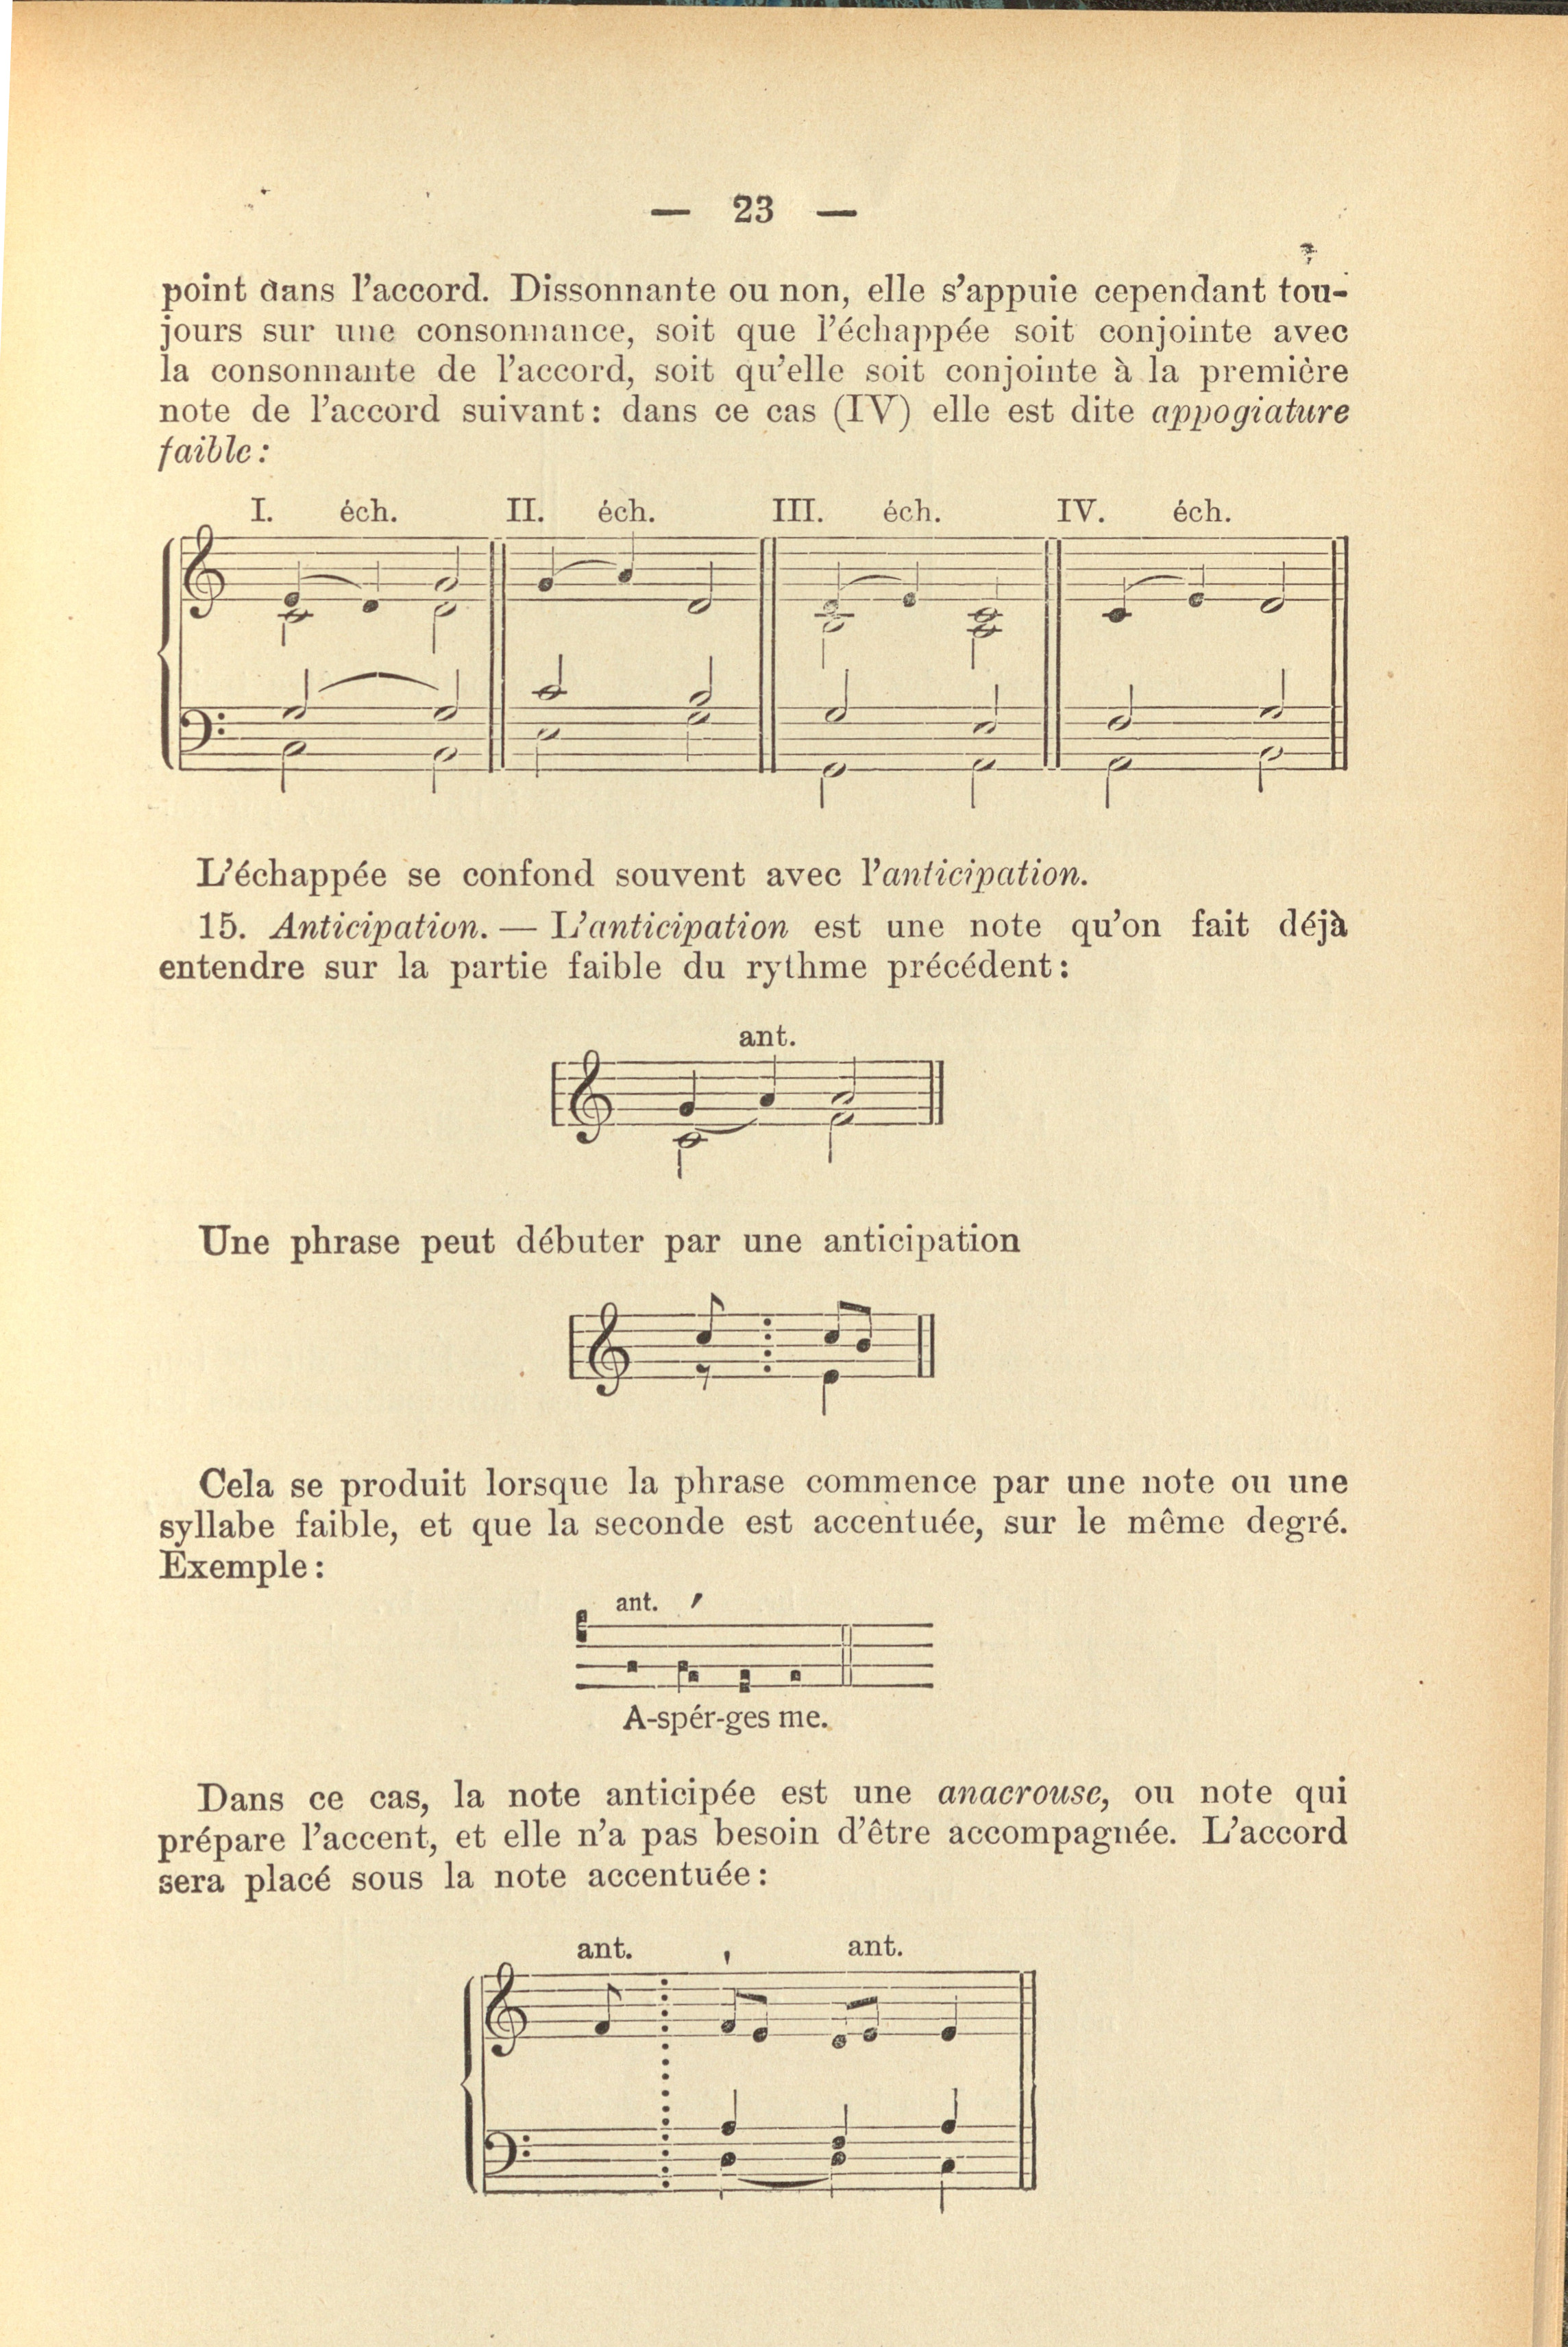 — 23 —
point dans l'accord. Dissonnante ou non, elle s'appuie cependant tou-
jours sur une consonnance, soit que l'échappée soit conjointe avec
la consonnante de l'accord, soit qu'elle soit conjointe à la première
note de l'accord suivant: dans ce cas (IV) elle est dite appogiature
faible:
I. éch. II. éch. III. éch. IV. éch.
L'échappée se confond souvent avec l'anticipation.
15. Anticipation. — L'anticipation est une note qu'on fait déjà
entendre sur la partie faible du rythme précédent:
ant.
Une phrase peut débuter par une anticipation
Cela se produit lorsque la phrase commence par une note ou une
syllabe faible, et que la seconde est accentuée, sur le même degré.
Exemple:
ant.
A-spér-ges me.
Dans ce cas, la note anticipée est une anacrouse, ou note qui
prépare l'accent, et elle n'a pas besoin d'être accompagnée. L'accord
sera placé sous la note accentuée:
ant. ant.